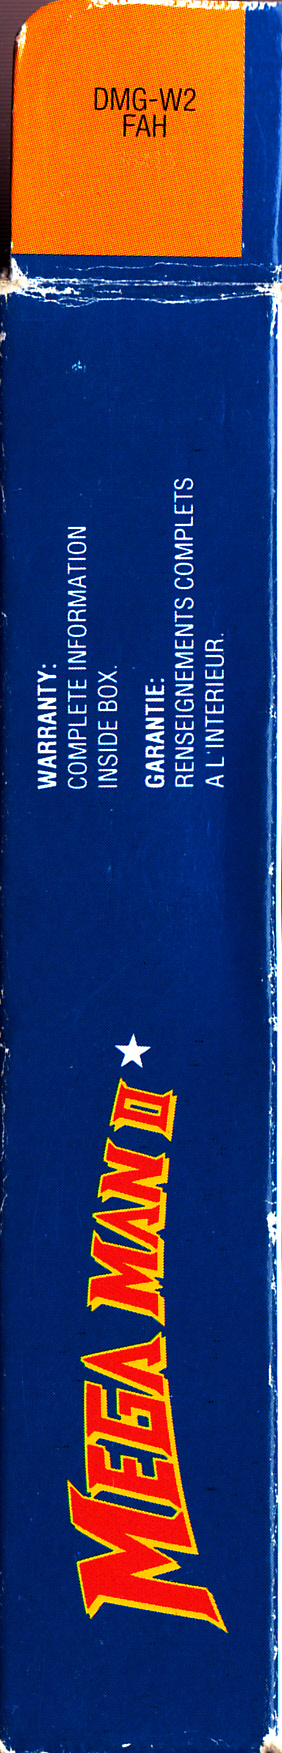 DMG-W2
FAH
WARRANTY:
COMPLETE INFORMATION
INSIDE BOX.
GARANTIE:
RENSEIGNEMENTS COMPLETS
A L'INTERIEUR.
MEGA MAN II